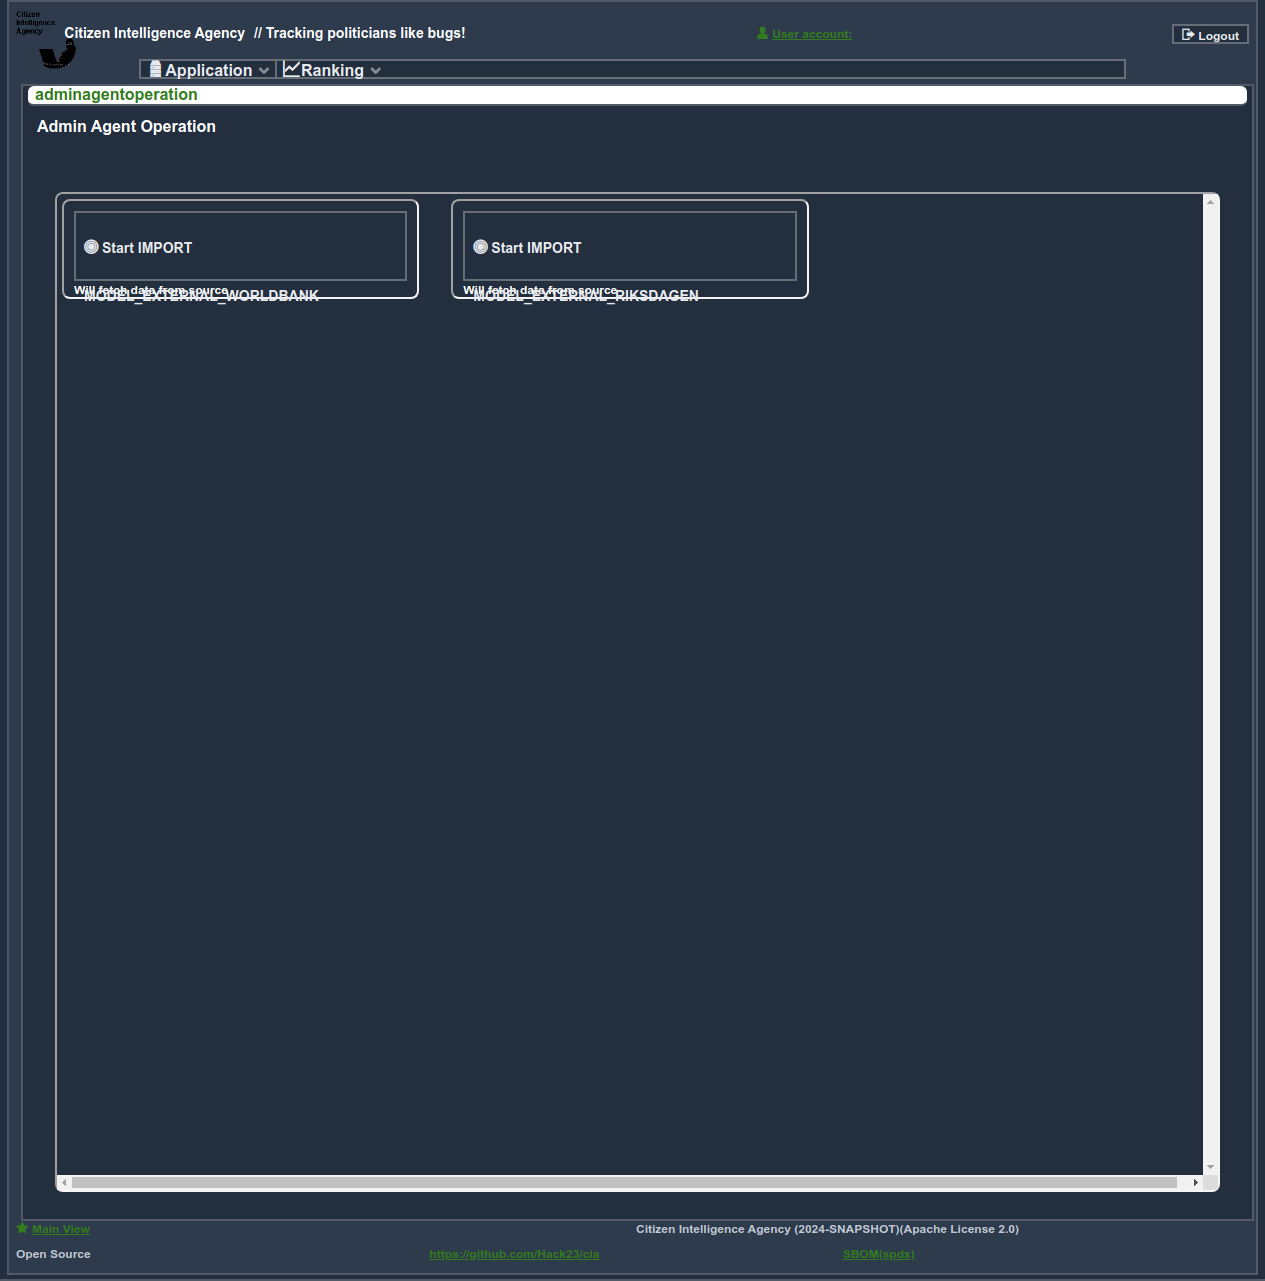 Citizen
Intelligence
Agency
Citizen Intelligence Agency // Tracking politicians like bugs!
User account:
Logout
Application
Ranking
adminagentoperation
Admin Agent Operation
Start IMPORT
MODEL_EXTERNAL_WORLDBANK
Will fetch data from source
Start IMPORT
MODEL_EXTERNAL_RIKSDAGEN
Will fetch data from source
Main View
Citizen Intelligence Agency (2024-SNAPSHOT)(Apache License 2.0)
Open Source
https://github.com/Hack23/cia
SBOM(spdx)